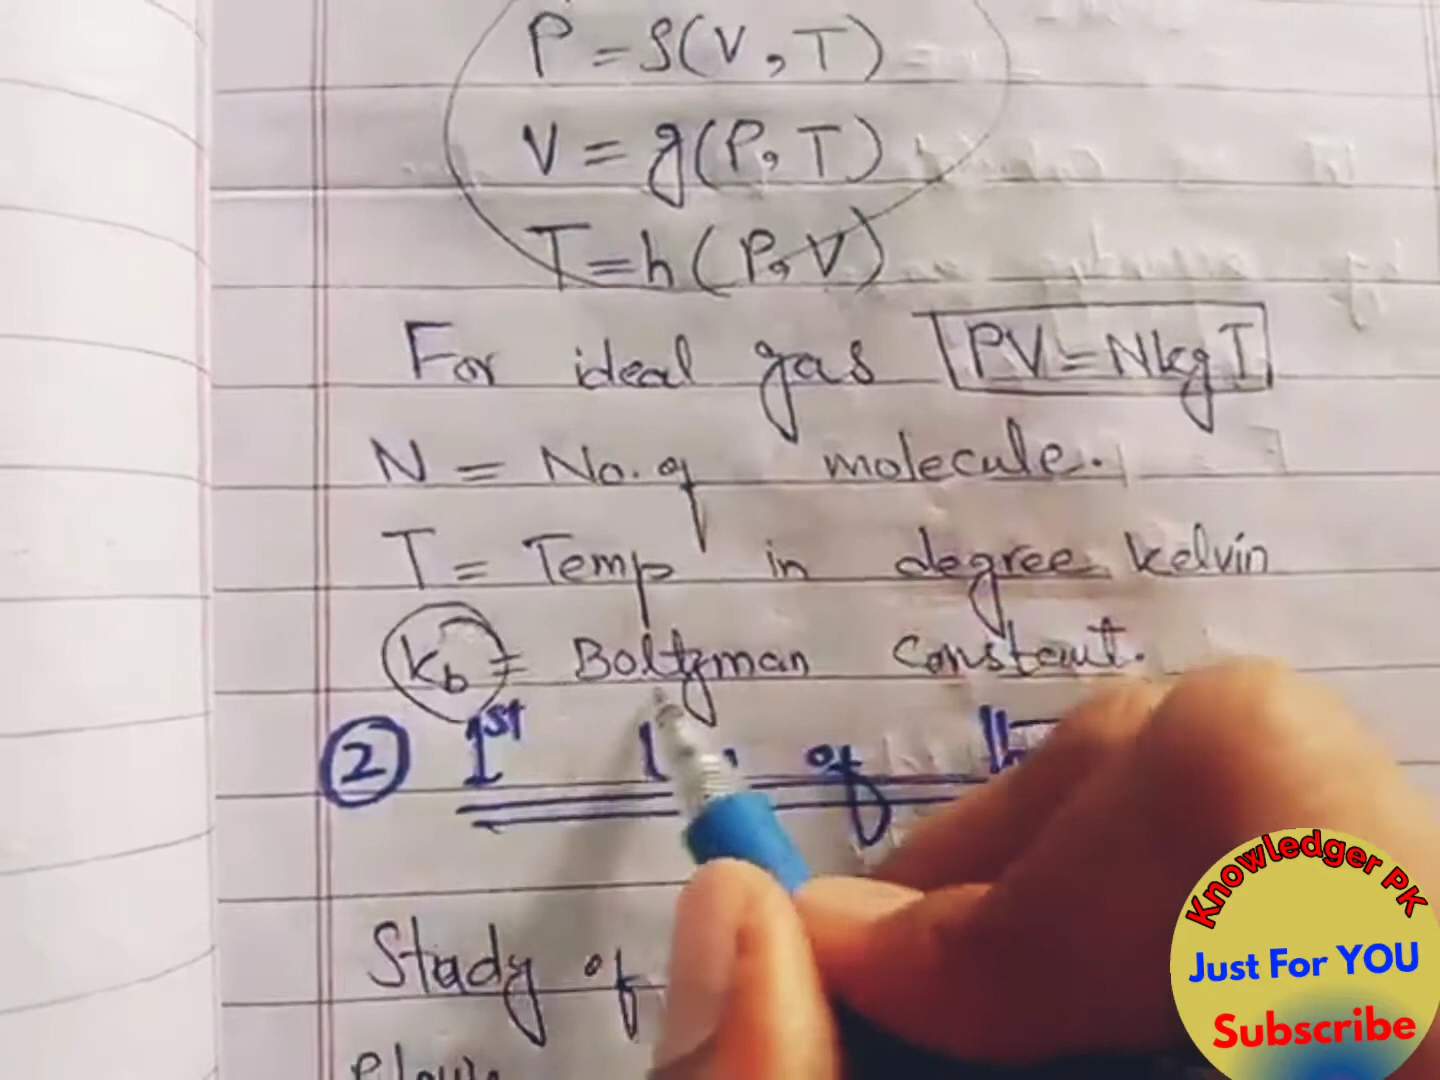 P = f(V, T)
V = g(P, T)
T = h(P, V)
For ideal gas PV = NkBT
N = No. of molecule.
T = Temp in degree kelvin
kb = Boltzman constant.
2 1st of
Study of
Knowledger PK
Just For YOU
Subscribe